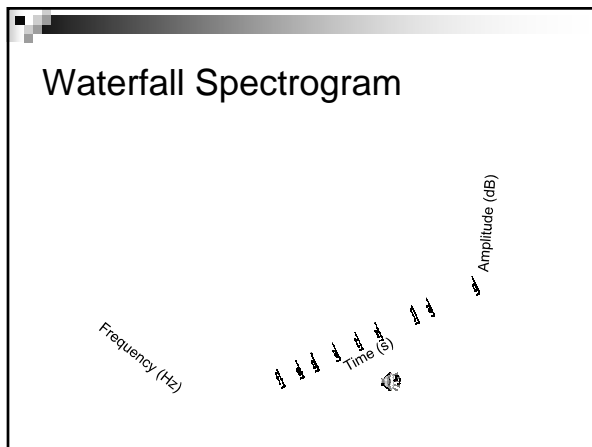 Waterfall Spectrogram
Amplitude (dB)
Frequency (Hz)
Time (s)